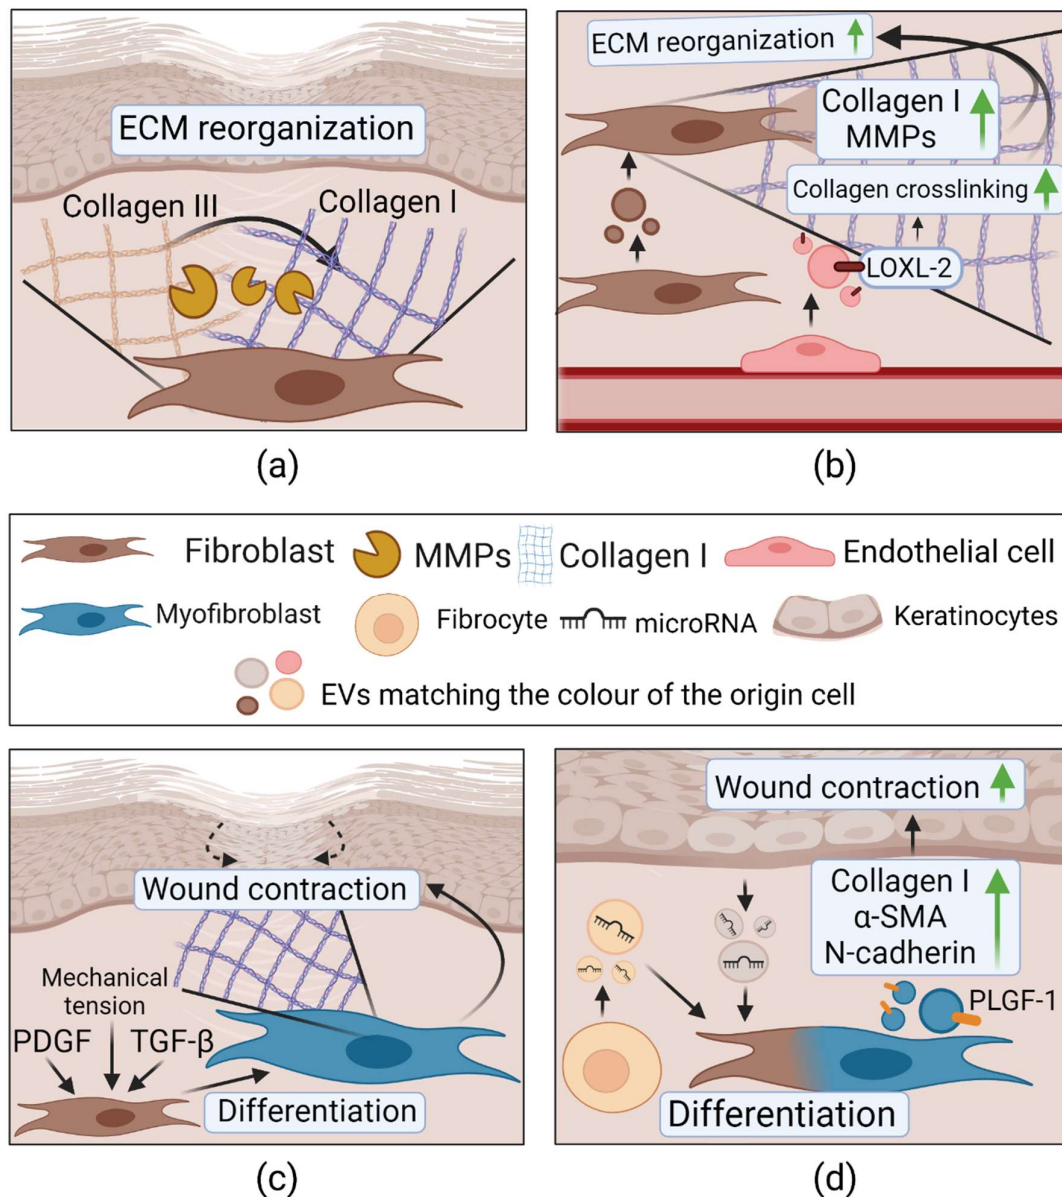 ECM reorganization
Collagen III
Collagen I
(a)
ECM reorganization
Collagen I
MMPs
Collagen crosslinking
LOXL-2
(b)
Fibroblast
MMPs
Collagen I
Endothelial cell
Myofibroblast
Fibrocyte
microRNA
Keratinocytes
EVs matching the colour of the origin cell
Wound contraction
Mechanical
tension
PDGF
TGF-β
Differentiation
(c)
Wound contraction
Collagen I
α-SMA
N-cadherin
PLGF-1
Differentiation
(d)